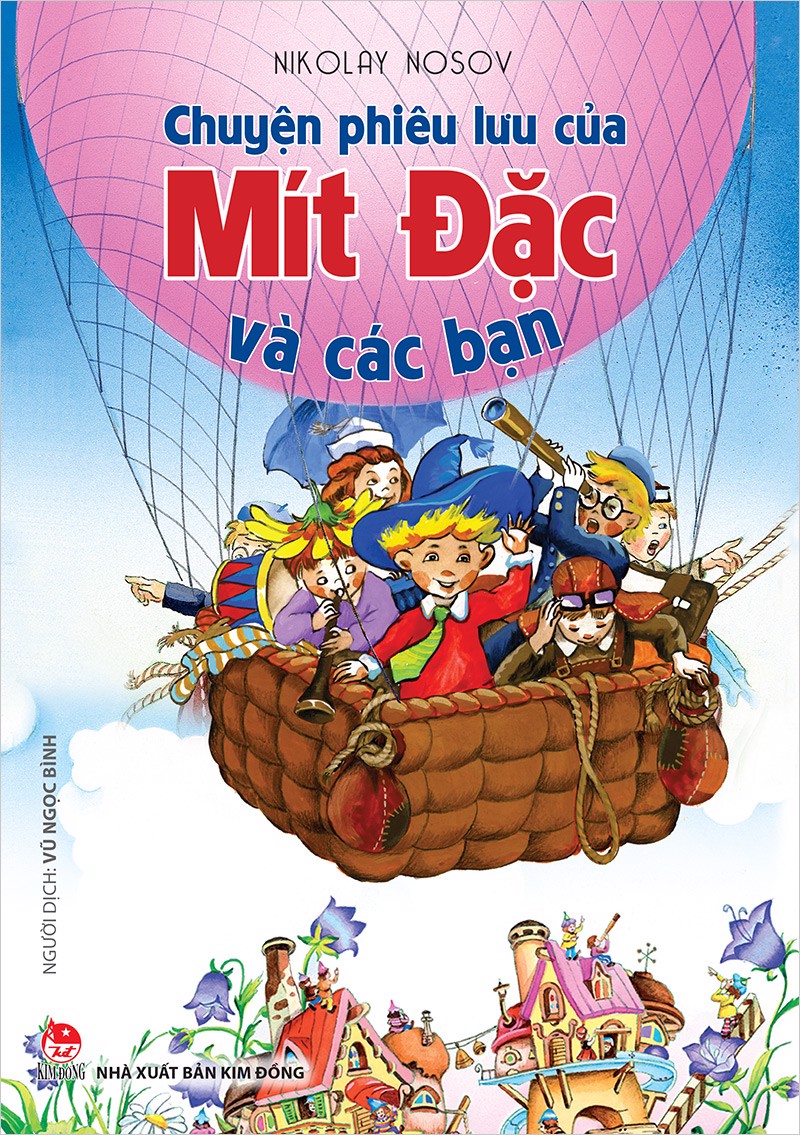 NIKOLAY NOSOV
Chuyện phiêu lưu của
Mít Đặc
và các bạn
NGƯỜI DỊCH: VŨ NGỌC BÌNH
KIM ĐỒNG
NHÀ XUẤT BẢN KIM ĐỒNG